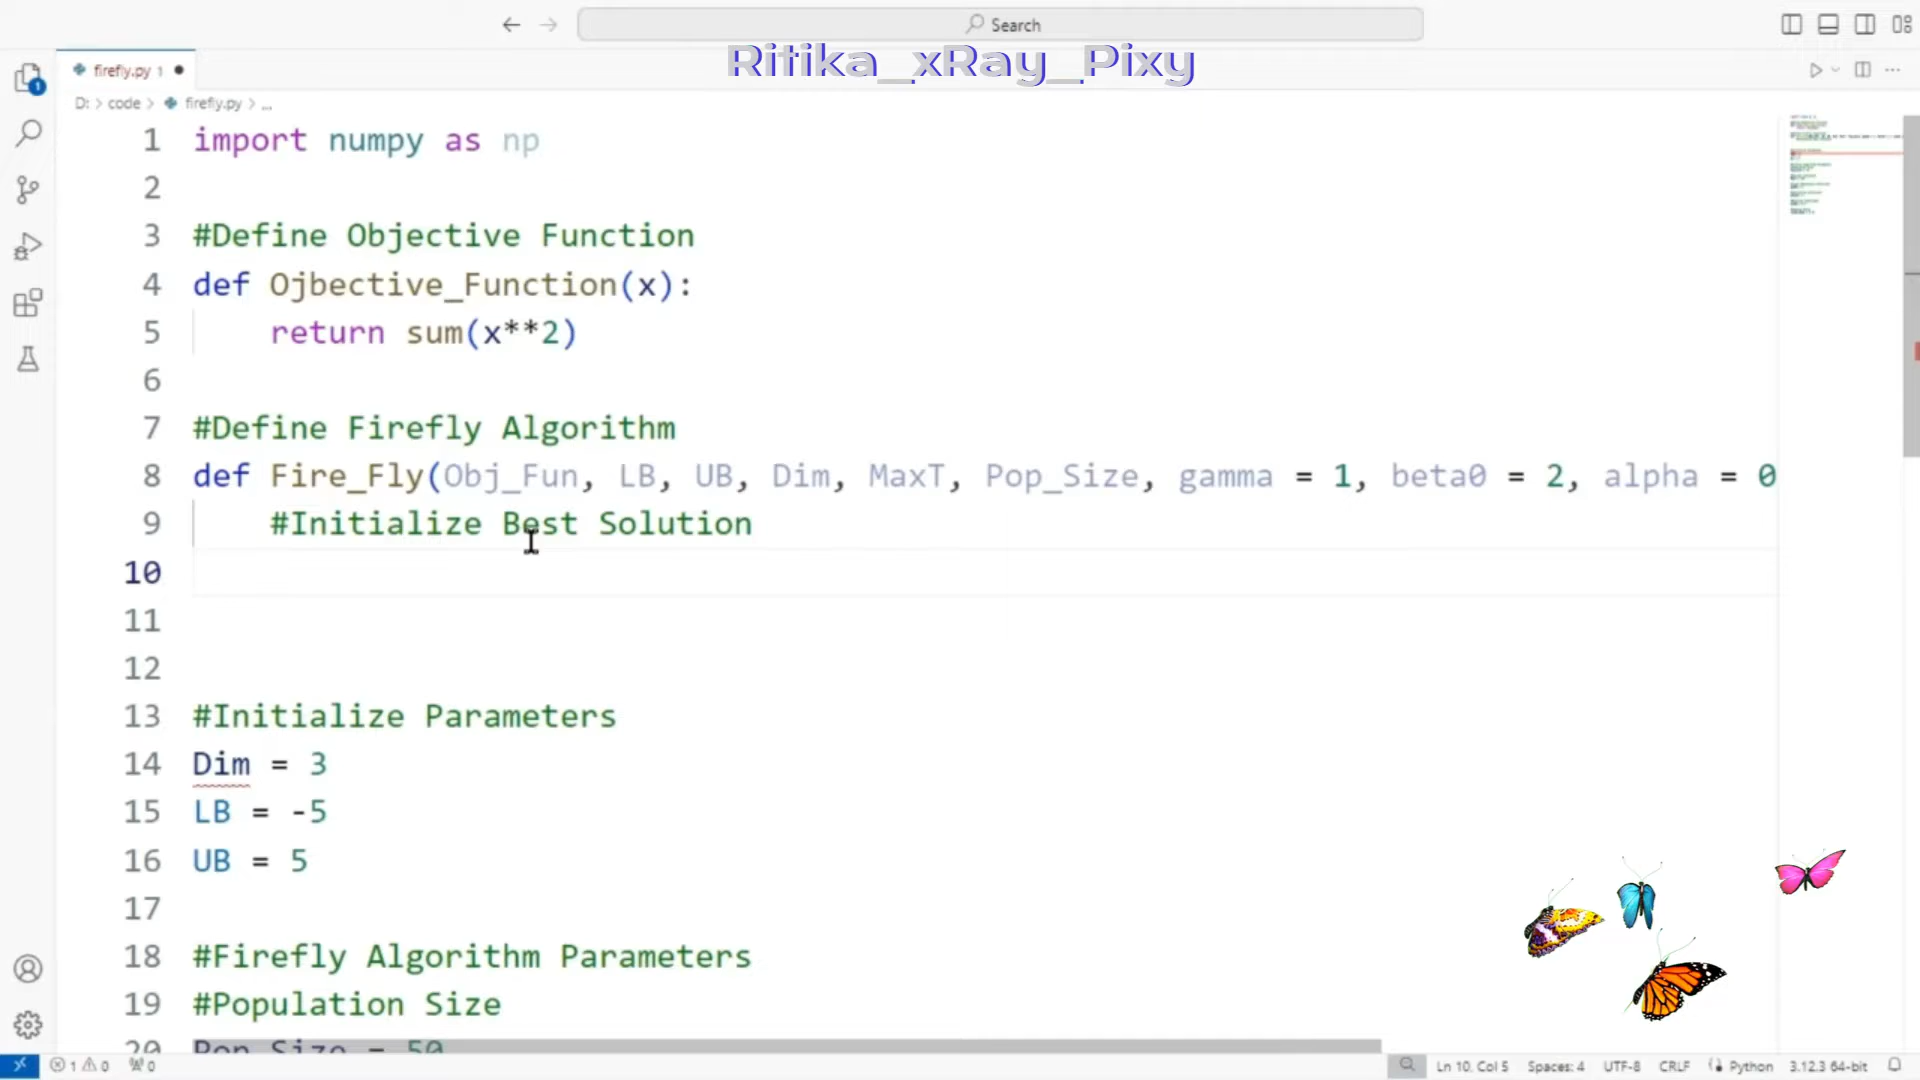 Search
Ritika_xRay_Pixy
firefly.py 1
D: > code > firefly.py > ...
1 import numpy as np
2
3 #Define Objective Function
4 def Ojbective_Function(x):
5 return sum(x**2)
6
7 #Define Firefly Algorithm
8 def Fire_Fly(Obj_Fun, LB, UB, Dim, MaxT, Pop_Size, gamma = 1, beta0 = 2, alpha = 0
9 #Initialize Best Solution
10
11
12
13 #Initialize Parameters
14 Dim = 3
15 LB = -5
16 UB = 5
17
18 #Firefly Algorithm Parameters
19 #Population Size
20 Pop_Size = 50
1 0 0 Ln 10, Col 5 Spaces: 4 UTF-8 CRLF Python 3.12.3 64-bit